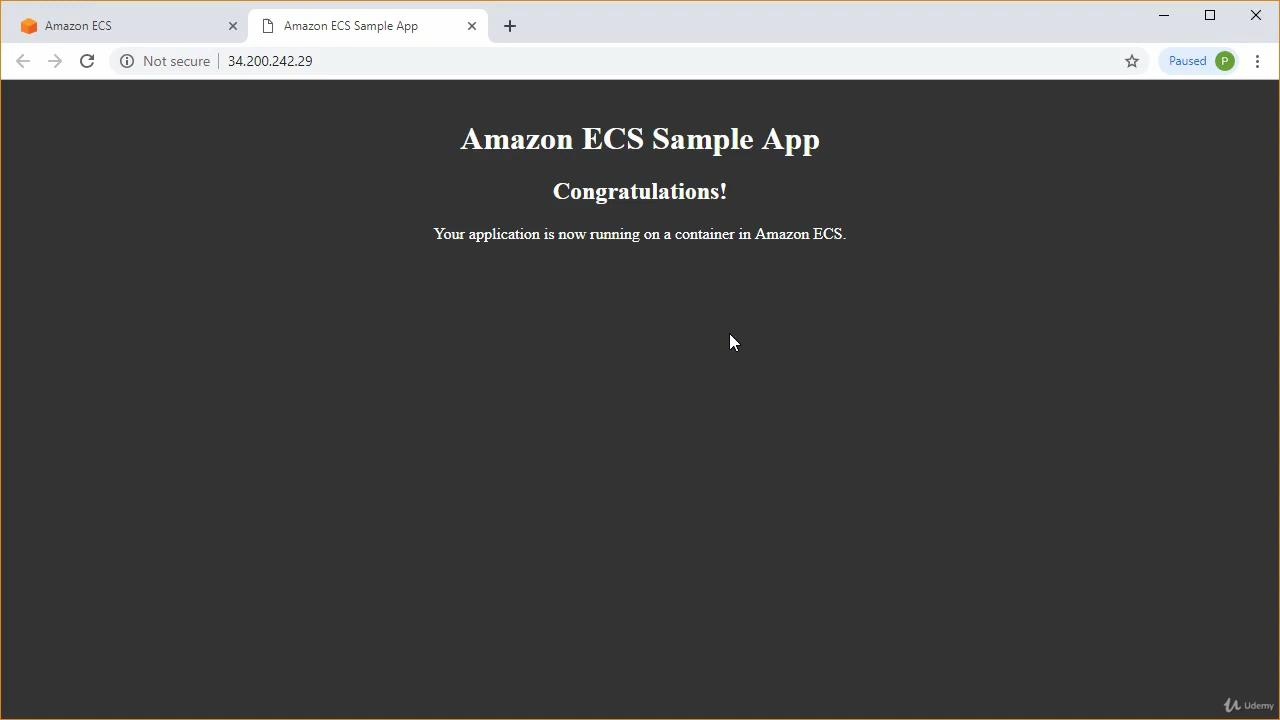 Amazon ECS
Amazon ECS Sample App
Not secure
34.200.242.29
Paused
P
Amazon ECS Sample App
Congratulations!
Your application is now running on a container in Amazon ECS.
Udemy